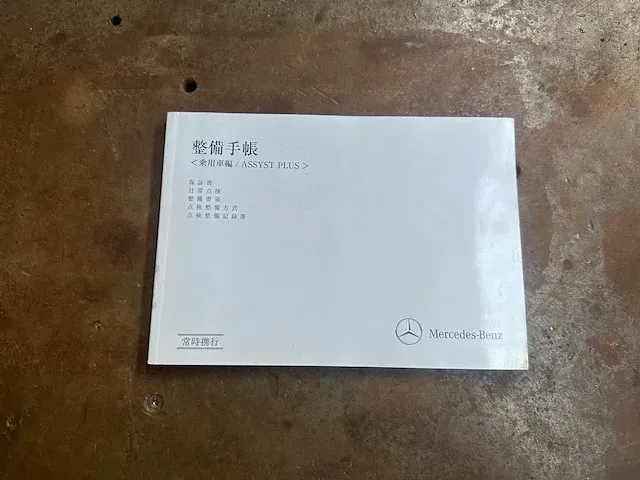 整備手帳
＜乗用車編 / ASSYST PLUS＞
保証書
日常点検
整備要領
点検整備方式
点検整備記録簿
常時携行
Mercedes-Benz